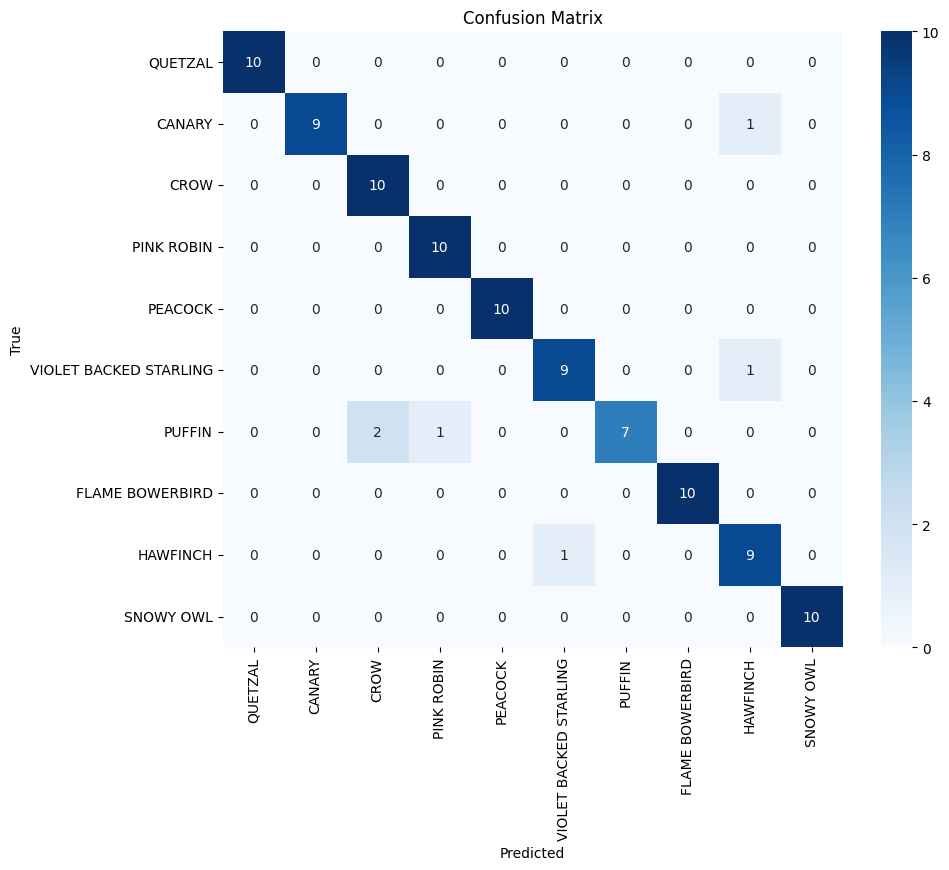 Confusion Matrix
True
QUETZAL 10 0 0 0 0 0 0 0 0 0
CANARY 0 9 0 0 0 0 0 0 1 0
CROW 0 0 10 0 0 0 0 0 0 0
PINK ROBIN 0 0 0 10 0 0 0 0 0 0
PEACOCK 0 0 0 0 10 0 0 0 0 0
VIOLET BACKED STARLING 0 0 0 0 0 9 0 0 1 0
PUFFIN 0 0 2 1 0 0 7 0 0 0
FLAME BOWERBIRD 0 0 0 0 0 0 0 10 0 0
HAWFINCH 0 0 0 0 0 1 0 0 9 0
SNOWY OWL 0 0 0 0 0 0 0 0 0 10
QUETZAL
CANARY
CROW
PINK ROBIN
PEACOCK
VIOLET BACKED STARLING
PUFFIN
FLAME BOWERBIRD
HAWFINCH
SNOWY OWL
Predicted
10
8
6
4
2
0